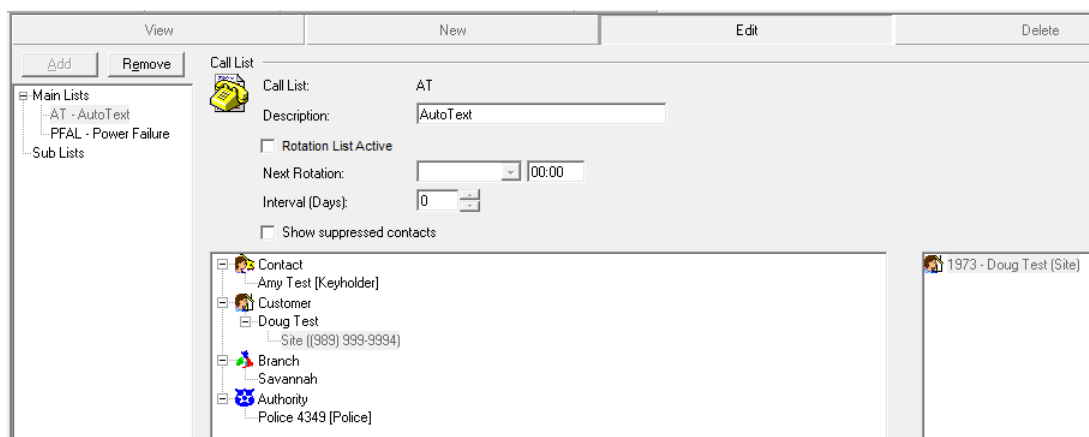 View New Edit Delete
Add Remove
Main Lists
AT - AutoText
PFAL - Power Failure
Sub Lists
Call List
Call List: AT
Description: AutoText
Rotation List Active
Next Rotation: 00:00
Interval (Days): 0
Show suppressed contacts
Contact
Amy Test [Keyholder]
Customer
Doug Test
Site ((989) 999-9994)
Branch
Savannah
Authority
Police 4349 [Police]
1973 - Doug Test (Site)